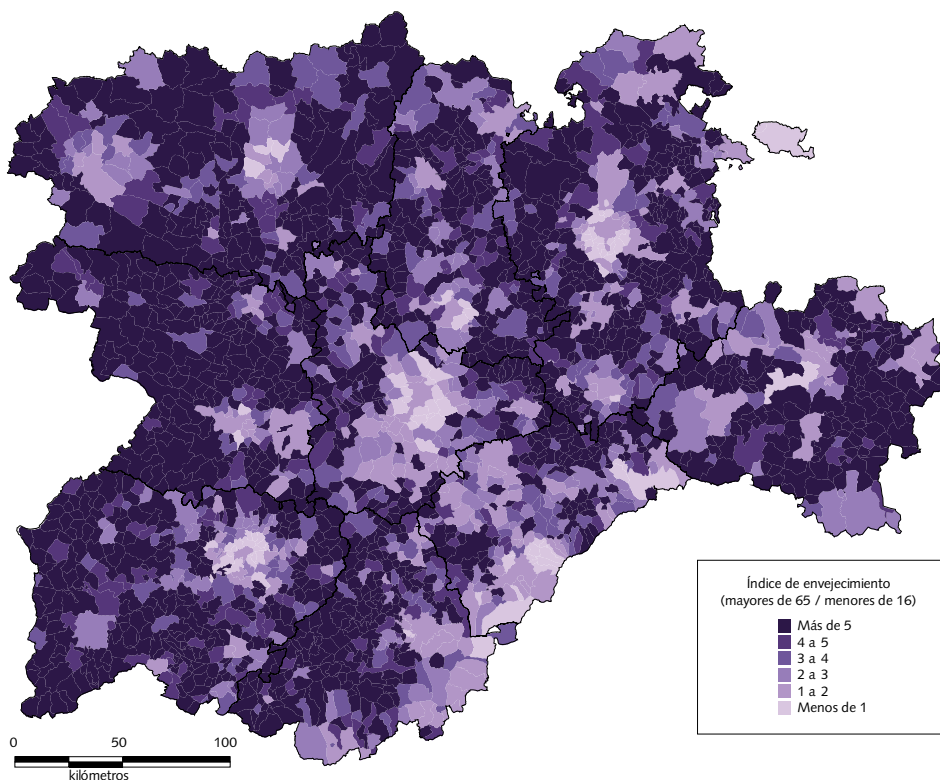 Índice de envejecimiento
(mayores de 65 / menores de 16)
Más de 5
4 a 5
3 a 4
2 a 3
1 a 2
Menos de 1
0 50 100
kilómetros